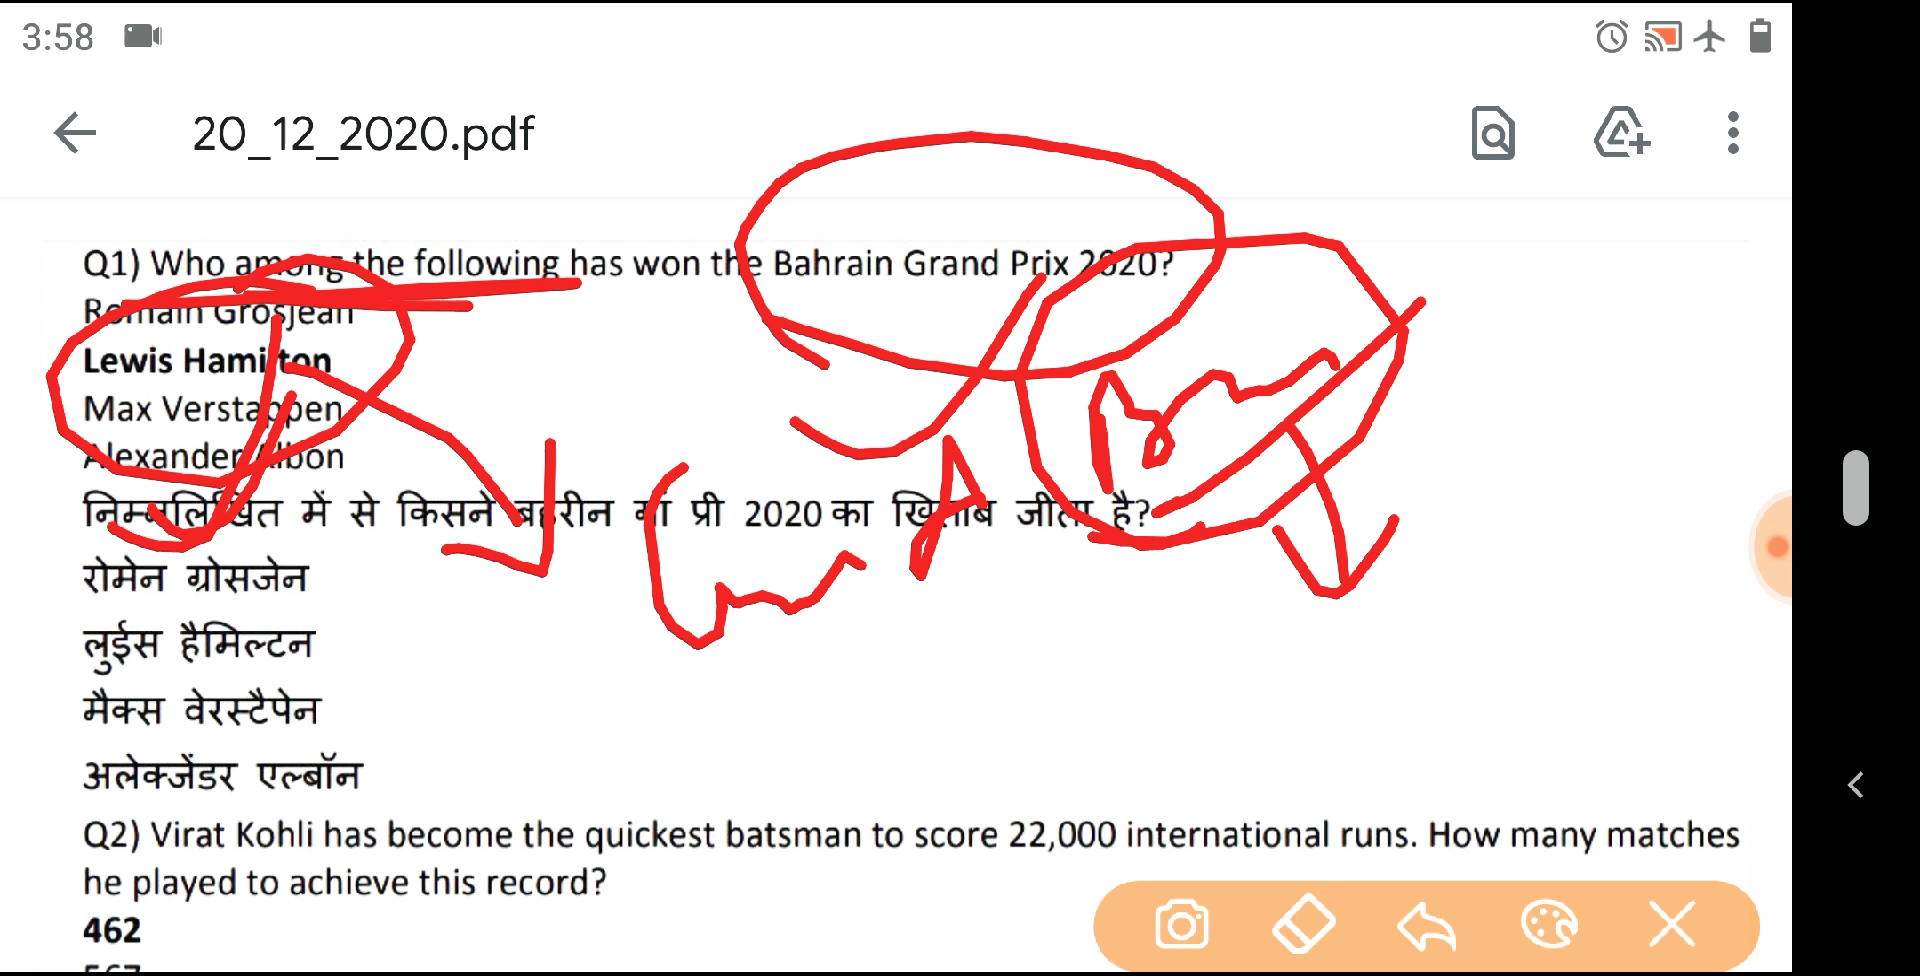 3:58
20_12_2020.pdf
Q1) Who among the following has won the Bahrain Grand Prix 2020?
Romain Grosjean
Lewis Hamilton
Max Verstappen
Alexander Albon
निम्नलिखित में से किसने बहरीन ग्रां प्री 2020 का खिताब जीता है?
रोमेन ग्रोसजेन
लुईस हैमिल्टन
मैक्स वेरस्टैपेन
अलेक्जेंडर एल्बॉन
Q2) Virat Kohli has become the quickest batsman to score 22,000 international runs. How many matches
he played to achieve this record?
462